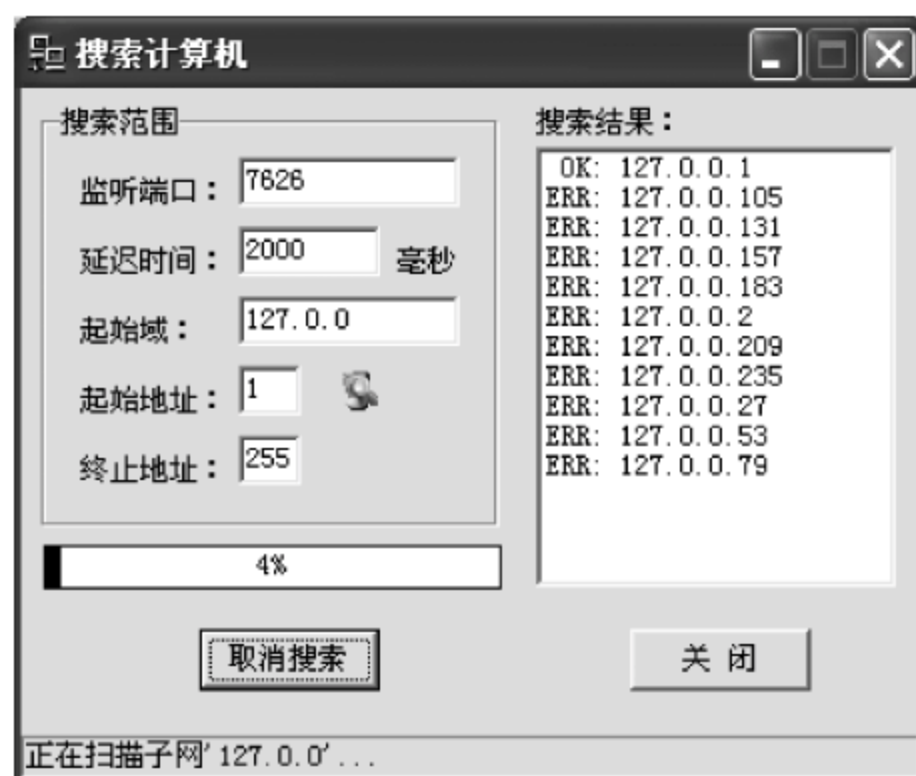 搜索计算机
搜索范围
监听端口： 7626
延迟时间： 2000 毫秒
起始域： 127.0.0
起始地址： 1
终止地址： 255
4%
取消搜索
搜索结果：
OK: 127.0.0.1
ERR: 127.0.0.105
ERR: 127.0.0.131
ERR: 127.0.0.157
ERR: 127.0.0.183
ERR: 127.0.0.2
ERR: 127.0.0.209
ERR: 127.0.0.235
ERR: 127.0.0.27
ERR: 127.0.0.53
ERR: 127.0.0.79
关 闭
正在扫描子网'127.0.0'...